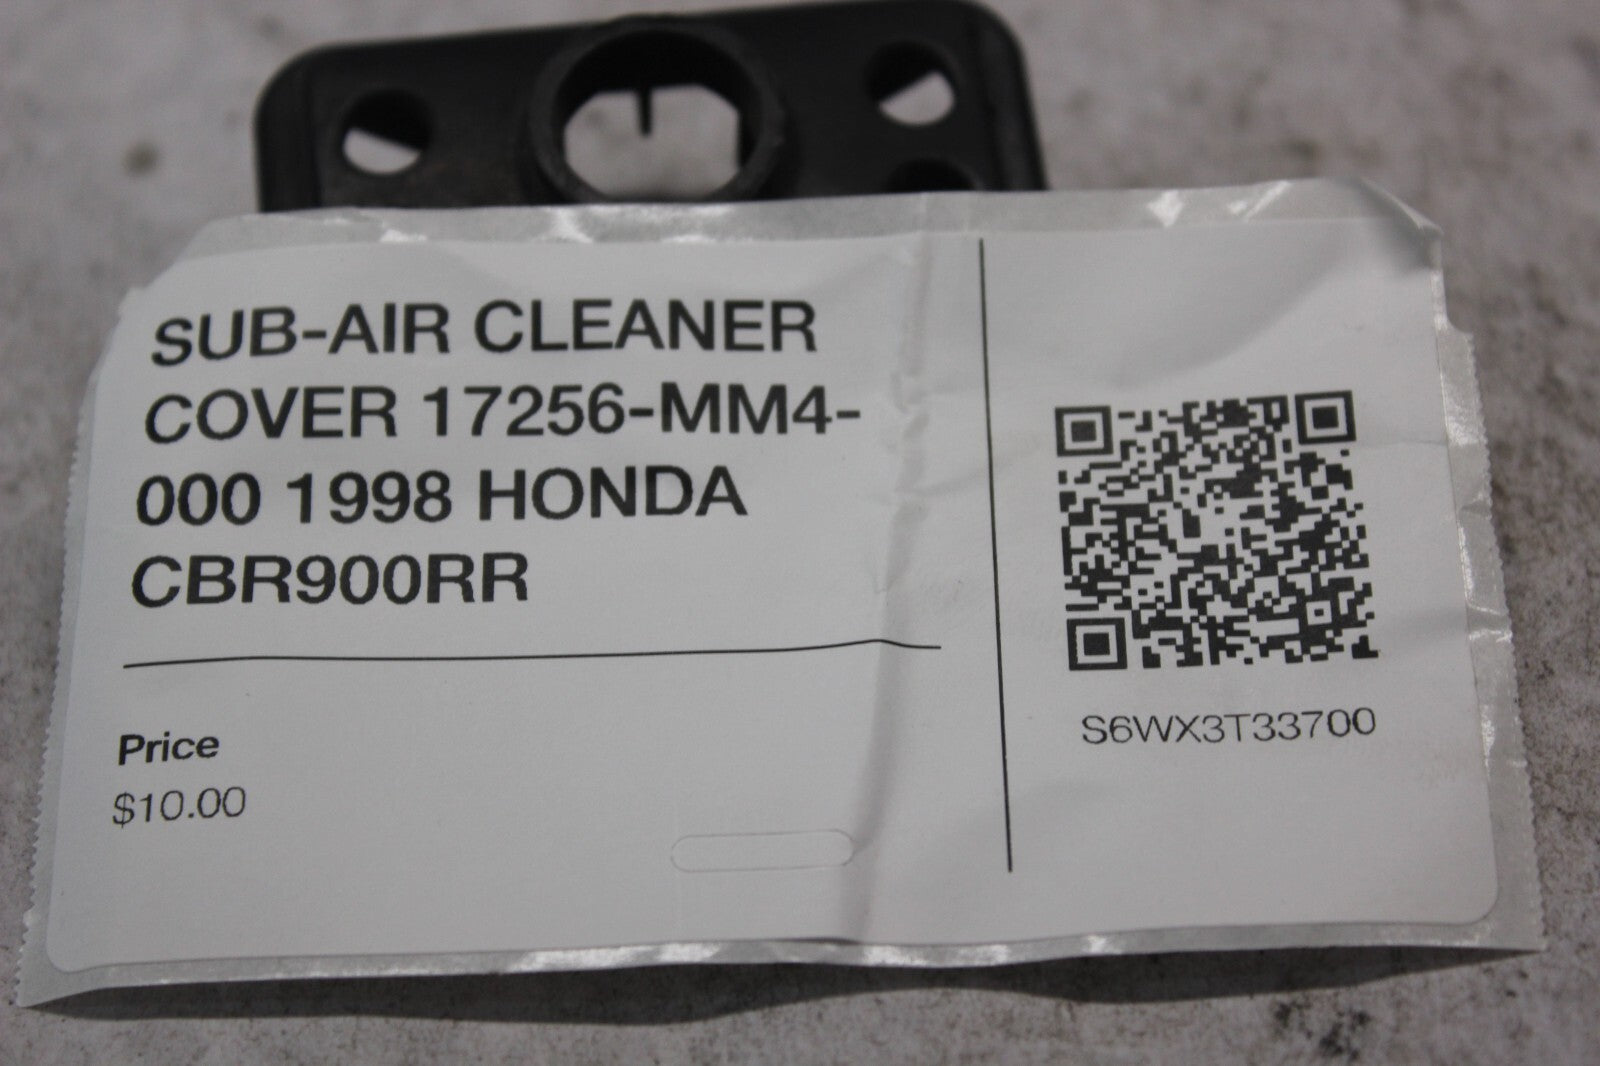 SUB-AIR CLEANER
COVER 17256-MM4-
000 1998 HONDA
CBR900RR
Price
$10.00
S6WX3T33700